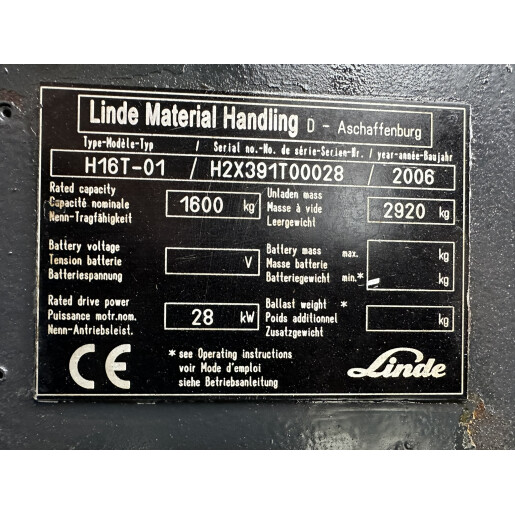 Linde Material Handling D - Aschaffenburg
Type-Modèle-Typ / Serial no.-No. de série-Serien-Nr. / year-année-Baujahr
H16T-01 / H2X391T00028 / 2006
Rated capacity
Capacité nominale
Nenn-Tragfähigkeit
1600 kg
Unladen mass
Masse à vide
Leergewicht
2920 kg
Battery voltage
Tension batterie
Batteriespannung
V
Battery mass max.
Masse batterie
Batteriegewicht min.*
kg
kg
Rated drive power
Puissance motr.nom.
Nenn-Antriebsleist.
28 kW
Ballast weight *
Poids additionnel
Zusatzgewicht
kg
CE
* see Operating instructions
voir Mode d'emploi
siehe Betriebsanleitung
Linde